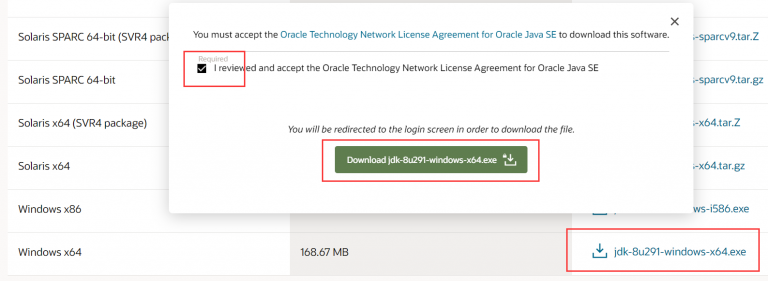 Solaris SPARC 64-bit (SVR4 pack
You must accept the Oracle Technology Network License Agreement for Oracle Java SE to download this software.
-sparcv9.tar.Z
Required
I reviewed and accept the Oracle Technology Network License Agreement for Oracle Java SE
Solaris SPARC 64-bit
-sparcv9.tar.gz
Solaris x64 (SVR4 package)
-x64.tar.Z
You will be redirected to the login screen in order to download the file.
Download jdk-8u291-windows-x64.exe
Solaris x64
-x64.tar.gz
Windows x86
ws-i586.exe
Windows x64
168.67 MB
jdk-8u291-windows-x64.exe